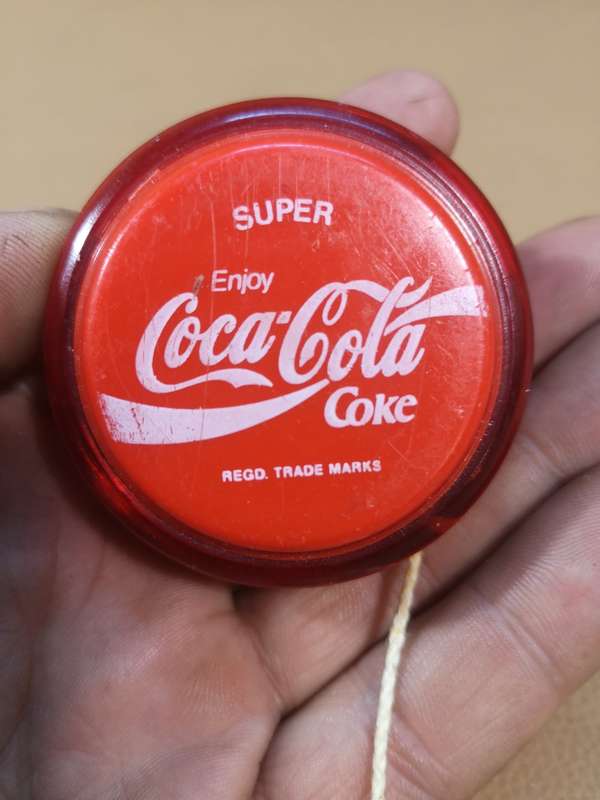 SUPER
Enjoy
Coca-Cola
Coke
REGD. TRADE MARKS